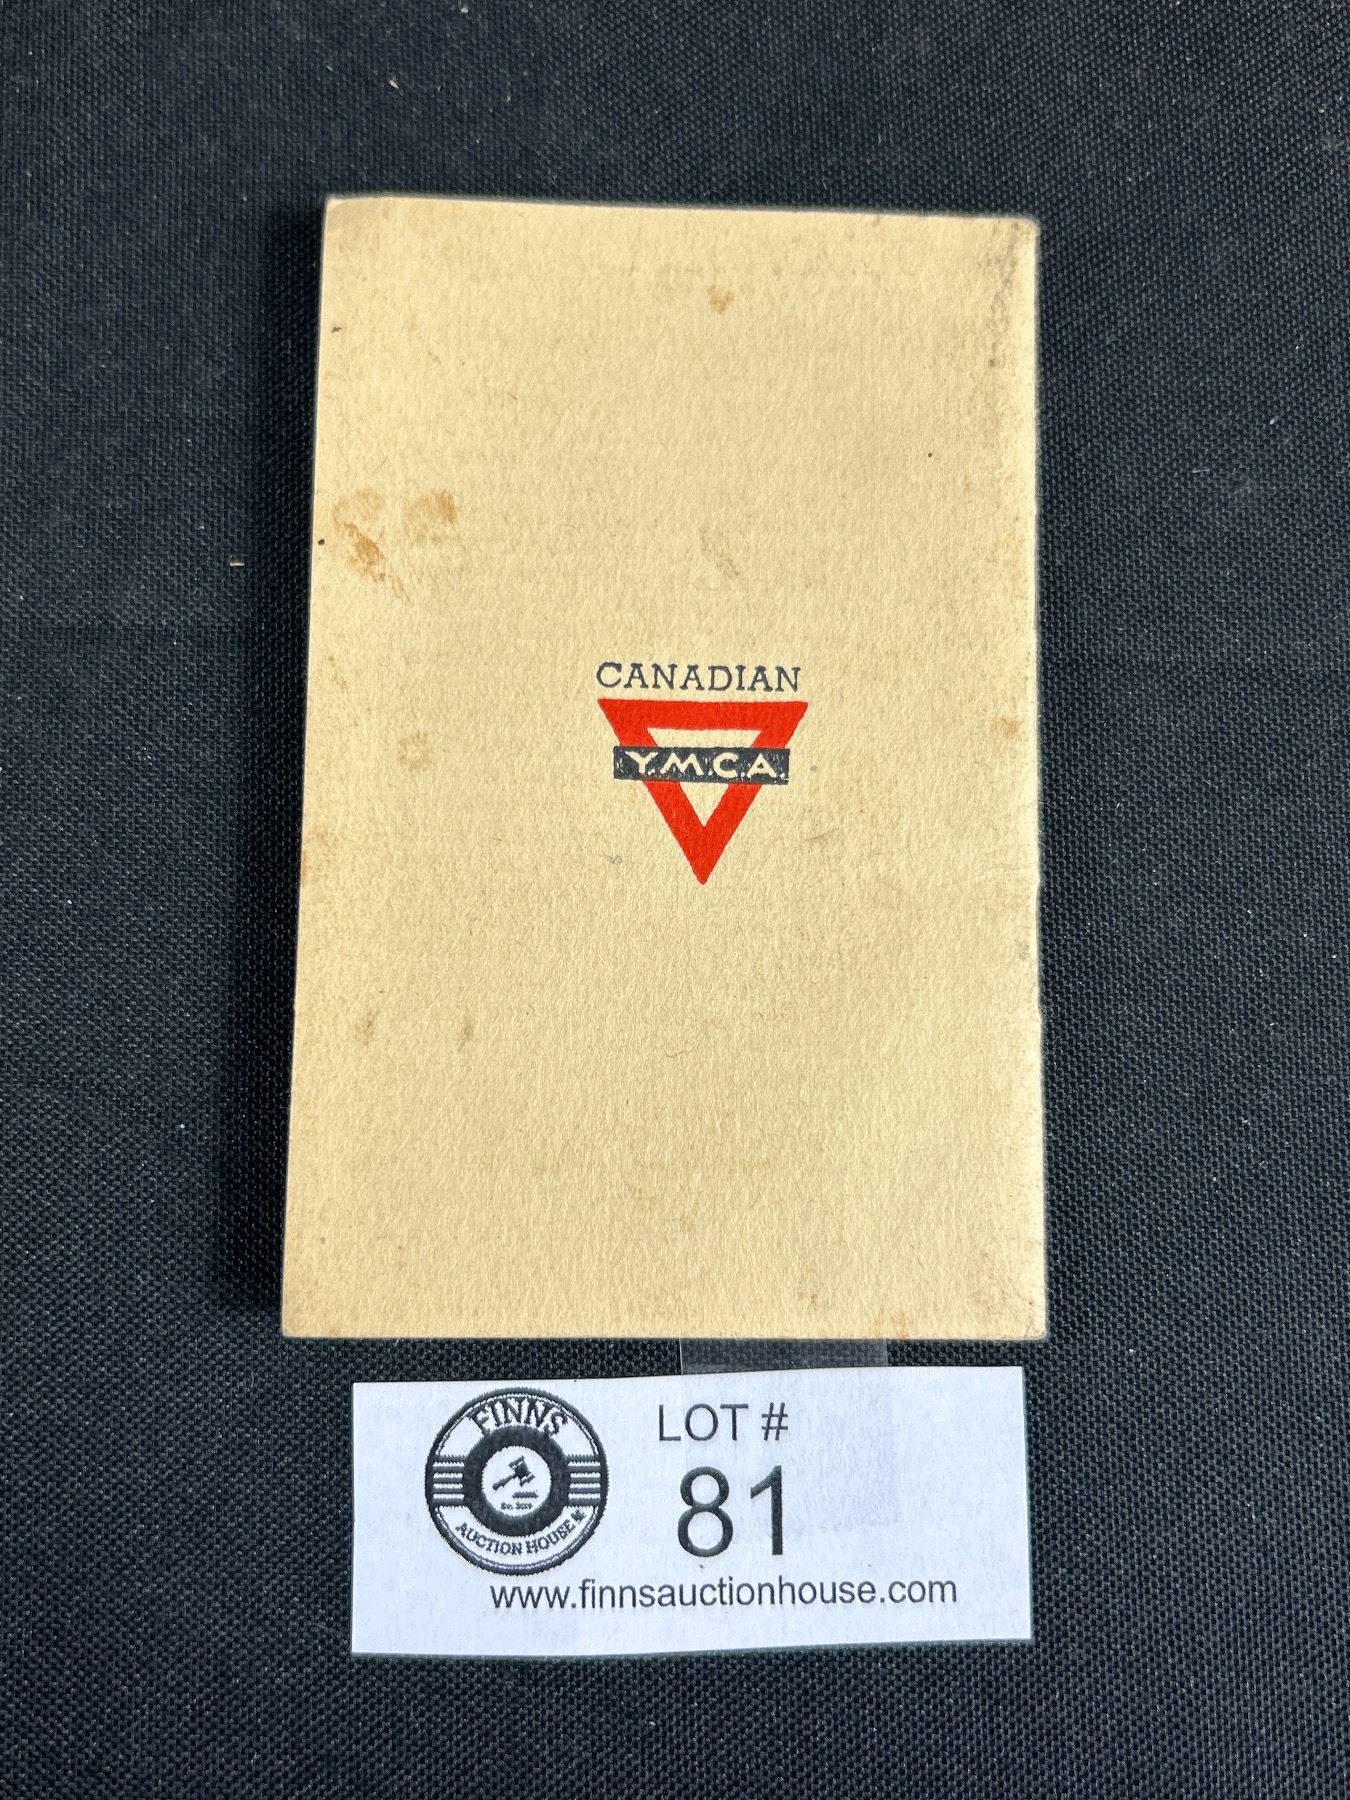 CANADIAN
Y.M.C.A.
FINNS
AUCTION HOUSE
LOT #
81
www.finnsauctionhouse.com